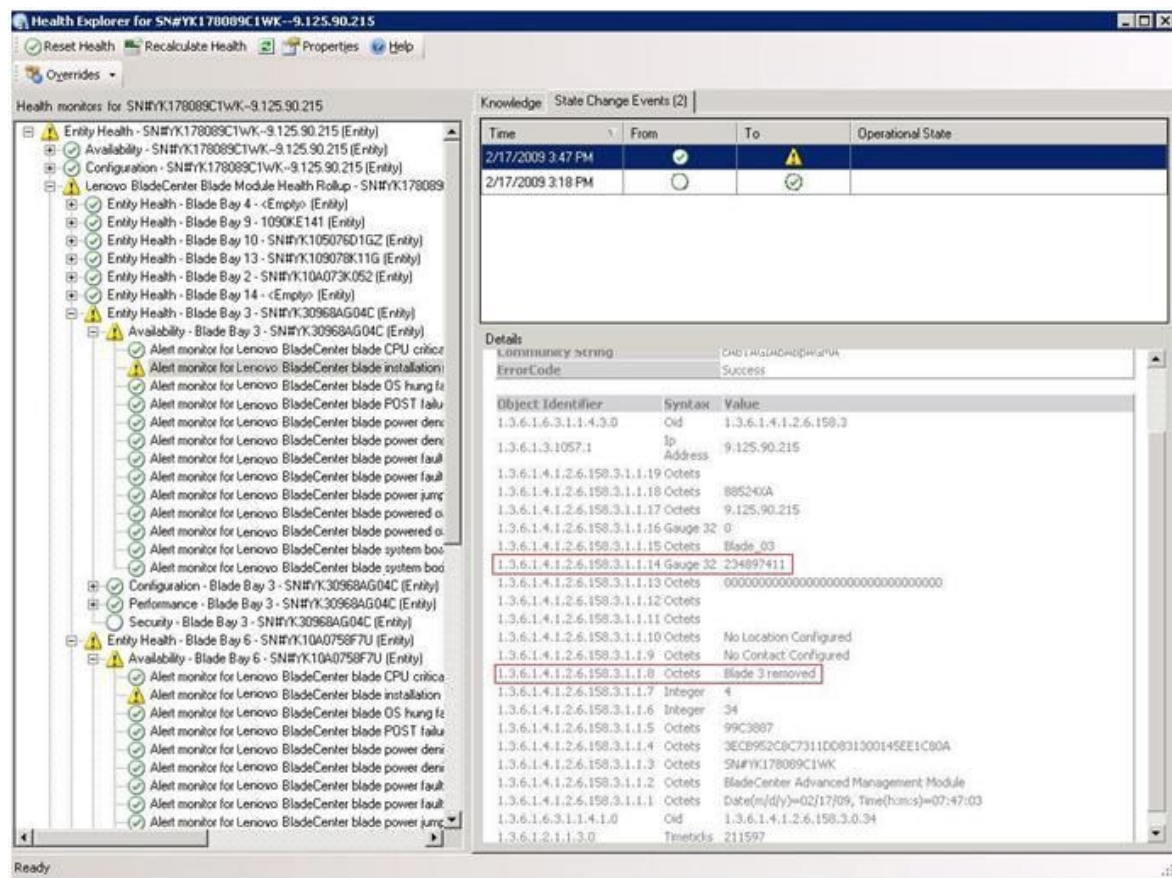 Health Explorer for SN#YK178089C1WK--9.125.90.215
Reset Health Recalculate Health Properties Help
Overrides
Health monitors for SN#YK178089C1WK--9.125.90.215
Entity Health - SN#YK178089C1WK--9.125.90.215 (Entity)
Availability - SN#YK178089C1WK--9.125.90.215 (Entity)
Configuration - SN#YK178089C1WK--9.125.90.215 (Entity)
Lenovo BladeCenter Blade Module Health Rollup - SN#YK178089
Entity Health - Blade Bay 4 - <Empty> (Entity)
Entity Health - Blade Bay 9 - 1090KE141 (Entity)
Entity Health - Blade Bay 10 - SN#YK105076D1GZ (Entity)
Entity Health - Blade Bay 13 - SN#YK109078K11G (Entity)
Entity Health - Blade Bay 2 - SN#YK10A073K052 (Entity)
Entity Health - Blade Bay 14 - <Empty> (Entity)
Entity Health - Blade Bay 3 - SN#YK30968AG04C (Entity)
Availability - Blade Bay 3 - SN#YK30968AG04C (Entity)
Alert monitor for Lenovo BladeCenter blade CPU critica
Alert monitor for Lenovo BladeCenter blade installation
Alert monitor for Lenovo BladeCenter blade OS hung fa
Alert monitor for Lenovo BladeCenter blade POST failu
Alert monitor for Lenovo BladeCenter blade power deni
Alert monitor for Lenovo BladeCenter blade power deni
Alert monitor for Lenovo BladeCenter blade power fault
Alert monitor for Lenovo BladeCenter blade power fault
Alert monitor for Lenovo BladeCenter blade power jump
Alert monitor for Lenovo BladeCenter blade powered o
Alert monitor for Lenovo BladeCenter blade powered o
Alert monitor for Lenovo BladeCenter blade system boa
Alert monitor for Lenovo BladeCenter blade system boo
Configuration - Blade Bay 3 - SN#YK30968AG04C (Entity)
Performance - Blade Bay 3 - SN#YK30968AG04C (Entity)
Security - Blade Bay 3 - SN#YK30968AG04C (Entity)
Entity Health - Blade Bay 6 - SN#YK10A0758F7U (Entity)
Availability - Blade Bay 6 - SN#YK10A0758F7U (Entity)
Alert monitor for Lenovo BladeCenter blade CPU critica
Alert monitor for Lenovo BladeCenter blade installation
Alert monitor for Lenovo BladeCenter blade OS hung fa
Alert monitor for Lenovo BladeCenter blade POST failu
Alert monitor for Lenovo BladeCenter blade power deni
Alert monitor for Lenovo BladeCenter blade power deni
Alert monitor for Lenovo BladeCenter blade power fault
Alert monitor for Lenovo BladeCenter blade power fault
Alert monitor for Lenovo BladeCenter blade power jump
Knowledge State Change Events (2)
Time From To Operational State
2/17/2009 3:47 PM
2/17/2009 3:18 PM
Details
Community String
ErrorCode Success
Object Identifier Syntax Value
1.3.6.1.6.3.1.1.4.3.0 Oid 1.3.6.1.4.1.2.6.158.3
1.3.6.1.3.1057.1 Ip Address 9.125.90.215
1.3.6.1.4.1.2.6.158.3.1.1.19 Octets
1.3.6.1.4.1.2.6.158.3.1.1.18 Octets 88524XA
1.3.6.1.4.1.2.6.158.3.1.1.17 Octets 9.125.90.215
1.3.6.1.4.1.2.6.158.3.1.1.16 Gauge 32 0
1.3.6.1.4.1.2.6.158.3.1.1.15 Octets Blade_03
1.3.6.1.4.1.2.6.158.3.1.1.14 Gauge 32 234897411
1.3.6.1.4.1.2.6.158.3.1.1.13 Octets 00000000000000000000000000000000
1.3.6.1.4.1.2.6.158.3.1.1.12 Octets
1.3.6.1.4.1.2.6.158.3.1.1.11 Octets
1.3.6.1.4.1.2.6.158.3.1.1.10 Octets No Location Configured
1.3.6.1.4.1.2.6.158.3.1.1.9 Octets No Contact Configured
1.3.6.1.4.1.2.6.158.3.1.1.8 Octets Blade 3 removed
1.3.6.1.4.1.2.6.158.3.1.1.7 Integer 4
1.3.6.1.4.1.2.6.158.3.1.1.6 Integer 34
1.3.6.1.4.1.2.6.158.3.1.1.5 Octets 99C3887
1.3.6.1.4.1.2.6.158.3.1.1.4 Octets 3ECB952C8C7311DD831300145EE1C80A
1.3.6.1.4.1.2.6.158.3.1.1.3 Octets SN#YK178089C1WK
1.3.6.1.4.1.2.6.158.3.1.1.2 Octets BladeCenter Advanced Management Module
1.3.6.1.4.1.2.6.158.3.1.1.1 Octets Date(m/d/y)=02/17/09, Time(h:m:s)=07:47:03
1.3.6.1.6.3.1.1.4.1.0 Oid 1.3.6.1.4.1.2.6.158.3.0.34
1.3.6.1.2.1.1.3.0 Timeticks 211597
Ready